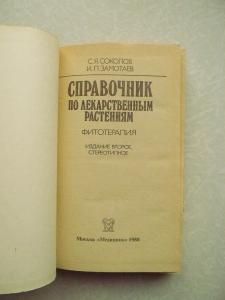 С.Я.СОКОЛОВ
И.П.ЗАМОТАЕВ
СПРАВОЧНИК
ПО ЛЕКАРСТВЕННЫМ
РАСТЕНИЯМ
ФИТОТЕРАПИЯ
ИЗДАНИЕ ВТОРОЕ,
СТЕРЕОТИПНОЕ
Москва «Медицина» 1988